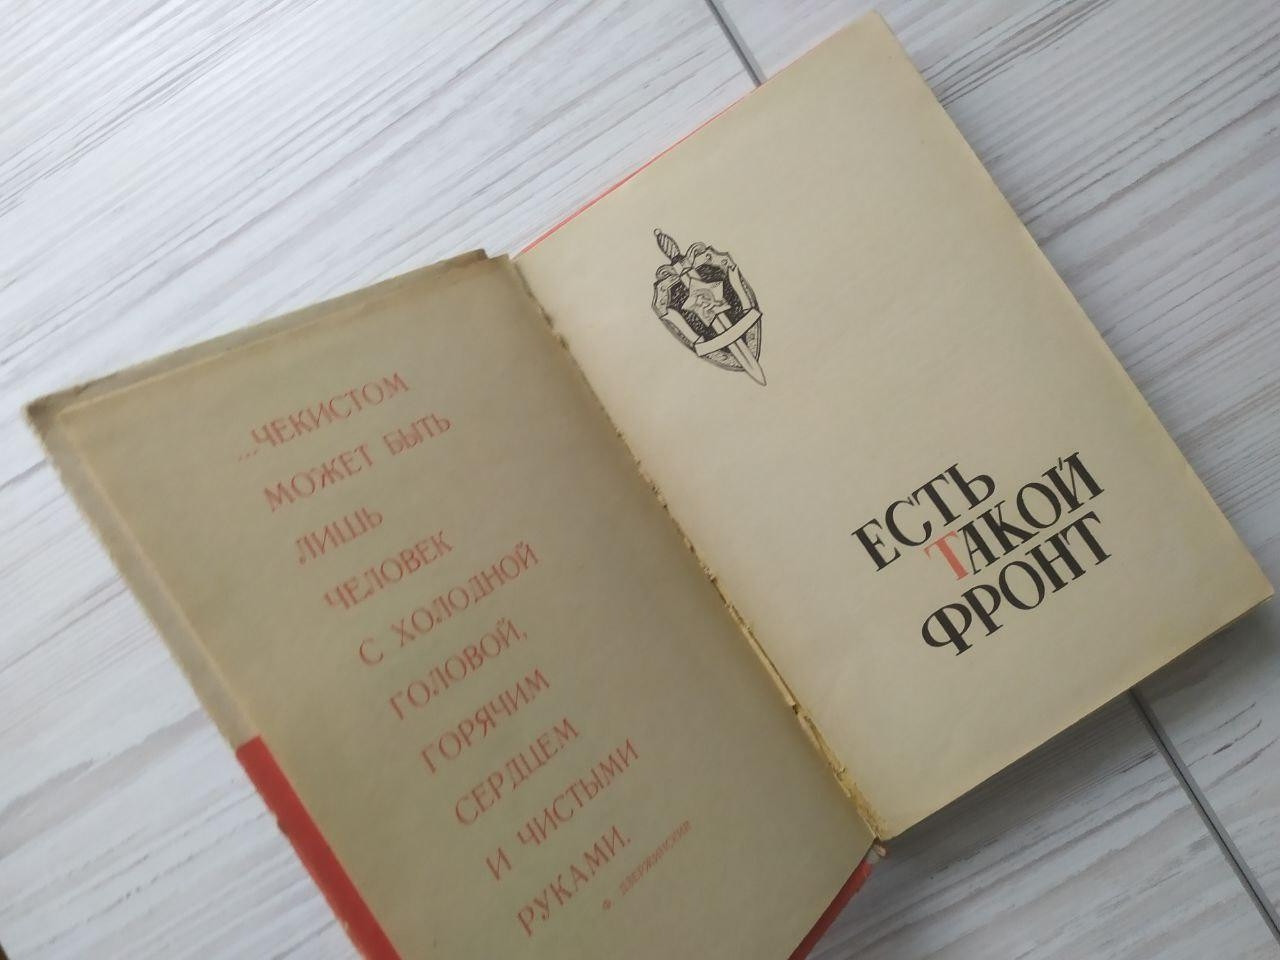 ...ЧЕКИСТОМ
МОЖЕТ БЫТЬ
ЛИШЬ
ЧЕЛОВЕК
С ХОЛОДНОЙ
ГОЛОВОЙ,
ГОРЯЧИМ
СЕРДЦЕМ
И ЧИСТЫМИ
РУКАМИ.
Ф. ДЗЕРЖИНСКИЙ
ЕСТЬ
ТАКОЙ
ФРОНТ